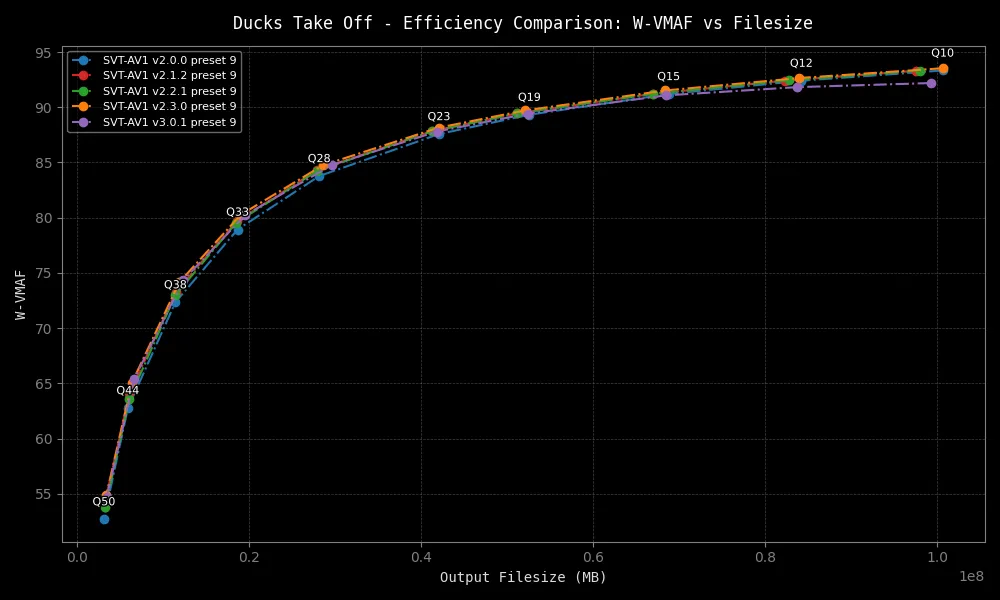 Ducks Take Off - Efficiency Comparison: W-VMAF vs Filesize
SVT-AV1 v2.0.0 preset 9
SVT-AV1 v2.1.2 preset 9
SVT-AV1 v2.2.1 preset 9
SVT-AV1 v2.3.0 preset 9
SVT-AV1 v3.0.1 preset 9
95
90
85
80
75
70
65
60
55
W-VMAF
Q10
Q12
Q15
Q19
Q23
Q28
Q33
Q38
Q44
Q50
0.0 0.2 0.4 0.6 0.8 1.0
1e8
Output Filesize (MB)